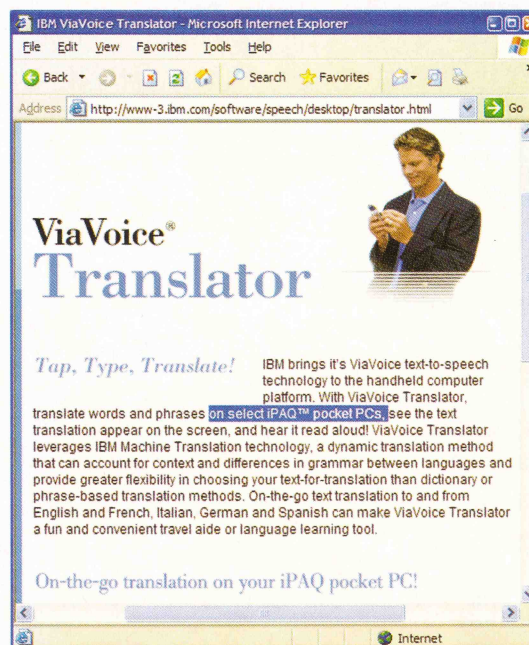 IBM ViaVoice Translator - Microsoft Internet Explorer
File Edit View Favorites Tools Help
Back Search Favorites
Address http://www-3.ibm.com/software/speech/desktop/translator.html Go
ViaVoice®
Translator
Tap, Type, Translate!
IBM brings it's ViaVoice text-to-speech
technology to the handheld computer
platform. With ViaVoice Translator,
translate words and phrases on select iPAQ™ pocket PCs, see the text
translation appear on the screen, and hear it read aloud! ViaVoice Translator
leverages IBM Machine Translation technology, a dynamic translation method
that can account for context and differences in grammar between languages and
provide greater flexibility in choosing your text-for-translation than dictionary or
phrase-based translation methods. On-the-go text translation to and from
English and French, Italian, German and Spanish can make ViaVoice Translator
a fun and convenient travel aide or language learning tool.
On-the-go translation on your iPAQ pocket PC!
Internet